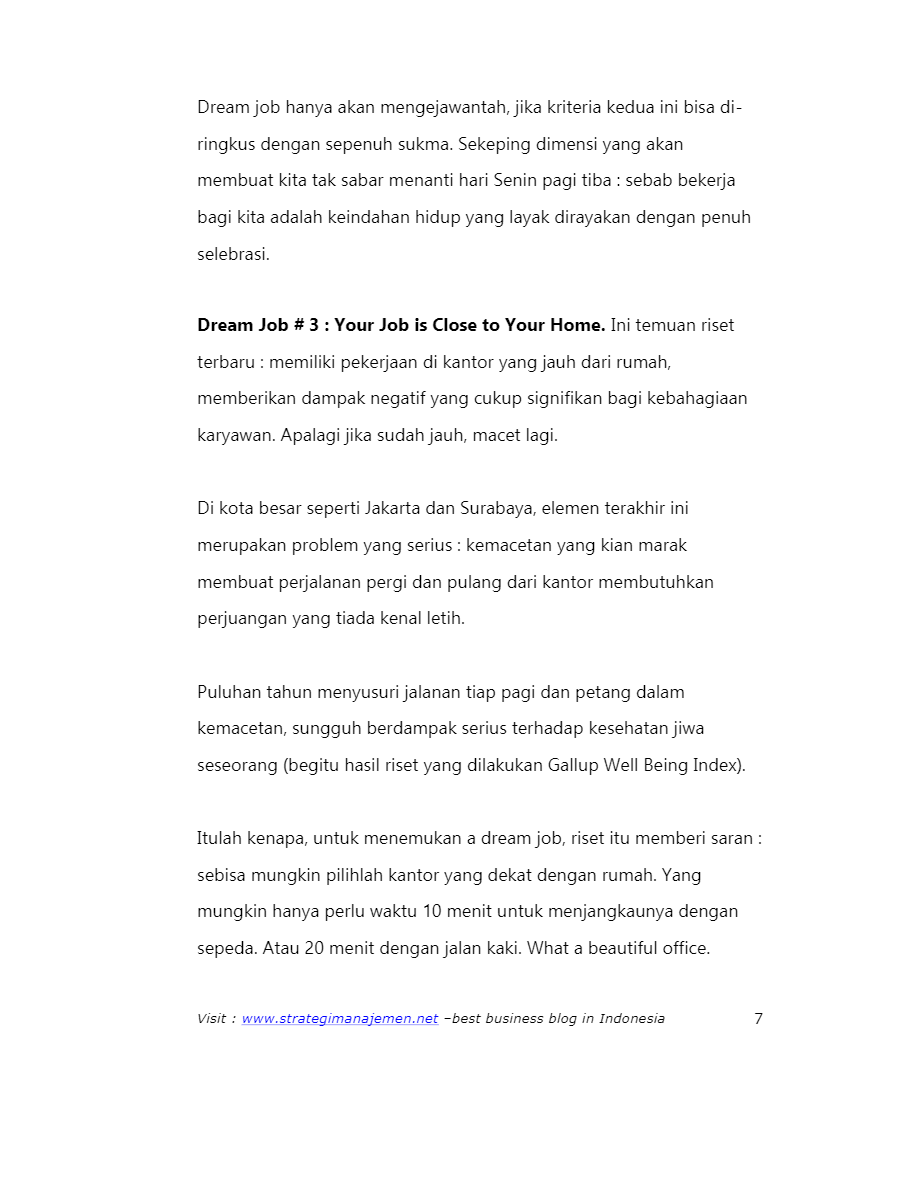 Dream job hanya akan mengejawantah, jika kriteria kedua ini bisa di-
ringkus dengan sepenuh sukma. Sekeping dimensi yang akan
membuat kita tak sabar menanti hari Senin pagi tiba : sebab bekerja
bagi kita adalah keindahan hidup yang layak dirayakan dengan penuh
selebrasi.
Dream Job # 3 : Your Job is Close to Your Home. Ini temuan riset
terbaru : memiliki pekerjaan di kantor yang jauh dari rumah,
memberikan dampak negatif yang cukup signifikan bagi kebahagiaan
karyawan. Apalagi jika sudah jauh, macet lagi.
Di kota besar seperti Jakarta dan Surabaya, elemen terakhir ini
merupakan problem yang serius : kemacetan yang kian marak
membuat perjalanan pergi dan pulang dari kantor membutuhkan
perjuangan yang tiada kenal letih.
Puluhan tahun menyusuri jalanan tiap pagi dan petang dalam
kemacetan, sungguh berdampak serius terhadap kesehatan jiwa
seseorang (begitu hasil riset yang dilakukan Gallup Well Being Index).
Itulah kenapa, untuk menemukan a dream job, riset itu memberi saran :
sebisa mungkin pilihlah kantor yang dekat dengan rumah. Yang
mungkin hanya perlu waktu 10 menit untuk menjangkaunya dengan
sepeda. Atau 20 menit dengan jalan kaki. What a beautiful office.
Visit : www.strategimanajemen.net –best business blog in Indonesia 7